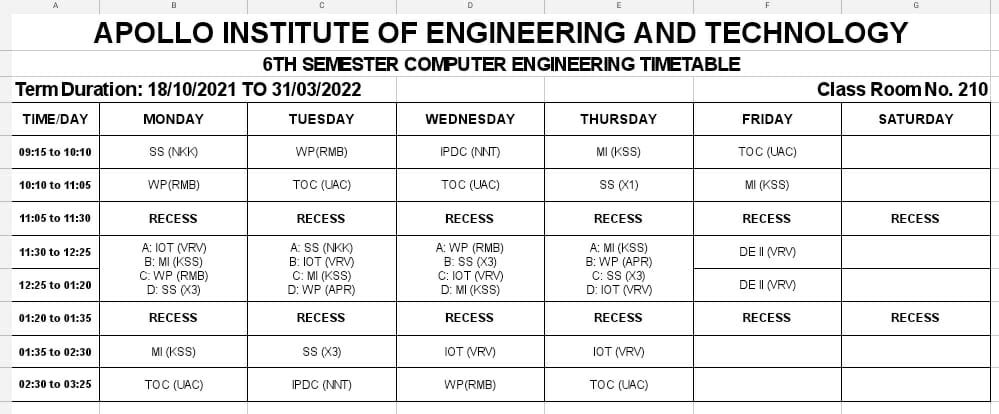 A B C D E F G
APOLLO INSTITUTE OF ENGINEERING AND TECHNOLOGY
6TH SEMESTER COMPUTER ENGINEERING TIMETABLE
Term Duration: 18/10/2021 TO 31/03/2022 Class Room No. 210
TIME/DAY MONDAY TUESDAY WEDNESDAY THURSDAY FRIDAY SATURDAY
09:15 to 10:10 SS (NKK) WP(RMB) IPDC (NNT) MI (KSS) TOC (UAC)
10:10 to 11:05 WP(RMB) TOC (UAC) TOC (UAC) SS (X1) MI (KSS)
11:05 to 11:30 RECESS RECESS RECESS RECESS RECESS RECESS
A: IOT (VRV) A: SS (NKK) A: WP (RMB) A: MI (KSS)
11:30 to 12:25 B: MI (KSS) B: IOT (VRV) B: SS (X3) B: WP (APR) DE II (VRV)
C: WP (RMB) C: MI (KSS) C: IOT (VRV) C: SS (X3)
12:25 to 01:20 D: SS (X3) D: WP (APR) D: MI (KSS) D: IOT (VRV) DE II (VRV)
01:20 to 01:35 RECESS RECESS RECESS RECESS RECESS RECESS
01:35 to 02:30 MI (KSS) SS (X3) IOT (VRV) IOT (VRV)
02:30 to 03:25 TOC (UAC) IPDC (NNT) WP(RMB) TOC (UAC)